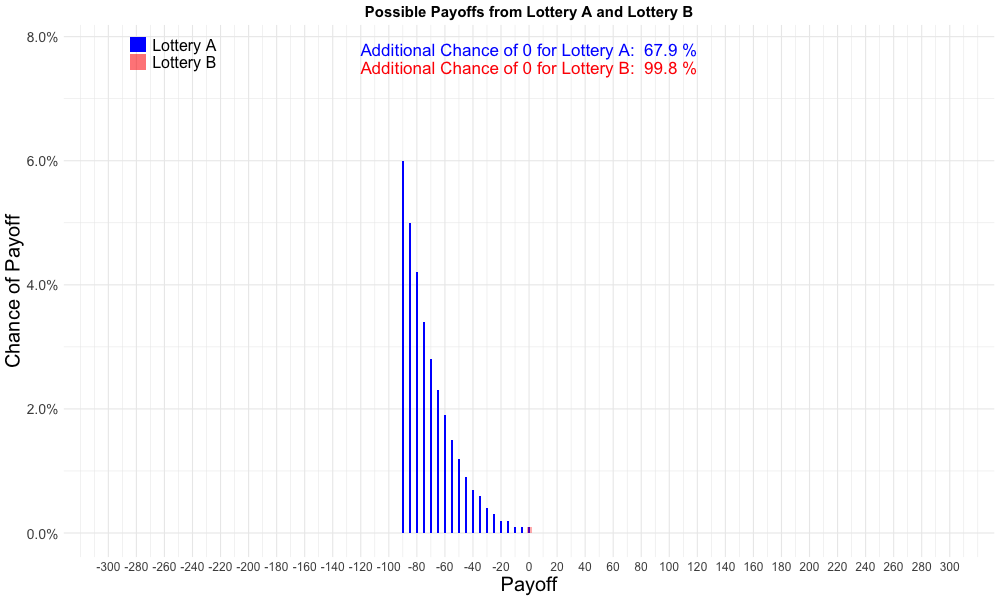 Possible Payoffs from Lottery A and Lottery B
8.0%
Lottery A
Lottery B
Additional Chance of 0 for Lottery A: 67.9 %
Additional Chance of 0 for Lottery B: 99.8 %
6.0%
4.0%
2.0%
0.0%
Chance of Payoff
-300 -280 -260 -240 -220 -200 -180 -160 -140 -120 -100 -80 -60 -40 -20 0 20 40 60 80 100 120 140 160 180 200 220 240 260 280 300
Payoff